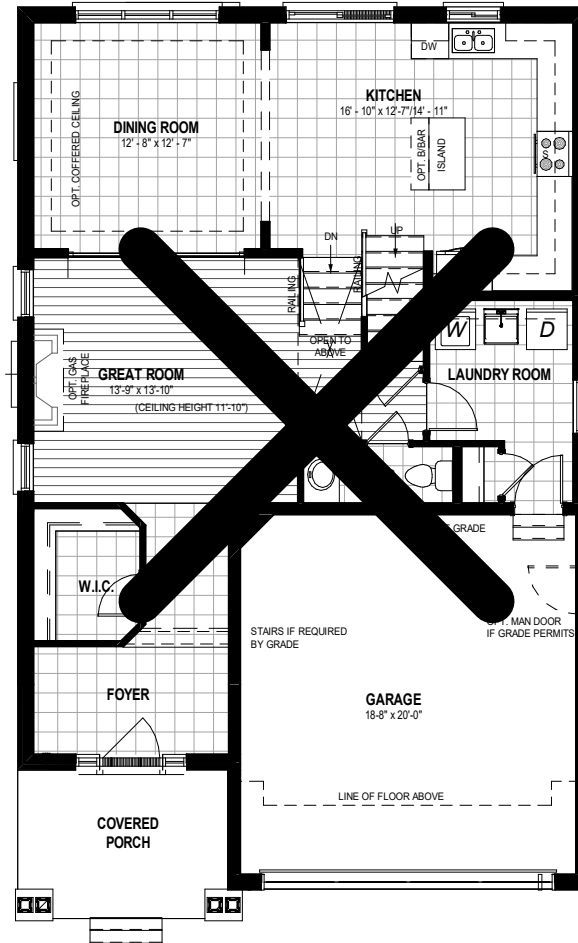 DW
KITCHEN
16' - 10" x 12'-7"/14' - 11"
DINING ROOM
12' - 8" x 12' - 7"
OPT. COFFERED CEILING
OPT. B/BAR
ISLAND
DN
UP
RAILING
RAILING
OPEN TO
ABOVE
W
D
LAUNDRY ROOM
GREAT ROOM
13'-9" x 13'-10"
(CEILING HEIGHT 11'-10")
OPT. GAS
FIREPLACE
GRADE
W.I.C.
OPT. MAN DOOR
IF GRADE PERMITS
STAIRS IF REQUIRED
BY GRADE
FOYER
GARAGE
18'-8" x 20'-0"
LINE OF FLOOR ABOVE
COVERED
PORCH